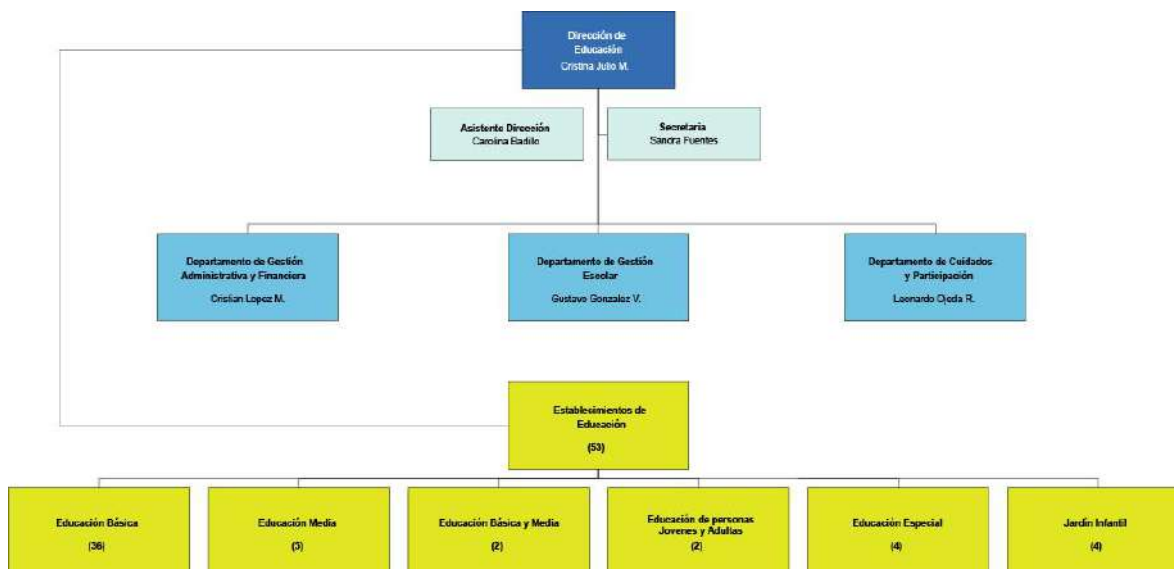 Dirección de
Educación
Cristina Julio M.
Asistente Dirección
Carolina Badillo
Secretaria
Sandra Fuentes
Departamento de Gestión
Administrativa y Financiera
Cristian Lopez M.
Departamento de Gestión
Escolar
Gustavo Gonzalez V.
Departamento de Cuidados
y Participación
Leonardo Ojeda R.
Establecimientos de
Educación
(53)
Educación Básica
(36)
Educación Media
(5)
Educación Básica y Media
(2)
Educación de personas
Jovenes y Adultas
(2)
Educación Especial
(4)
Jardín Infantil
(4)